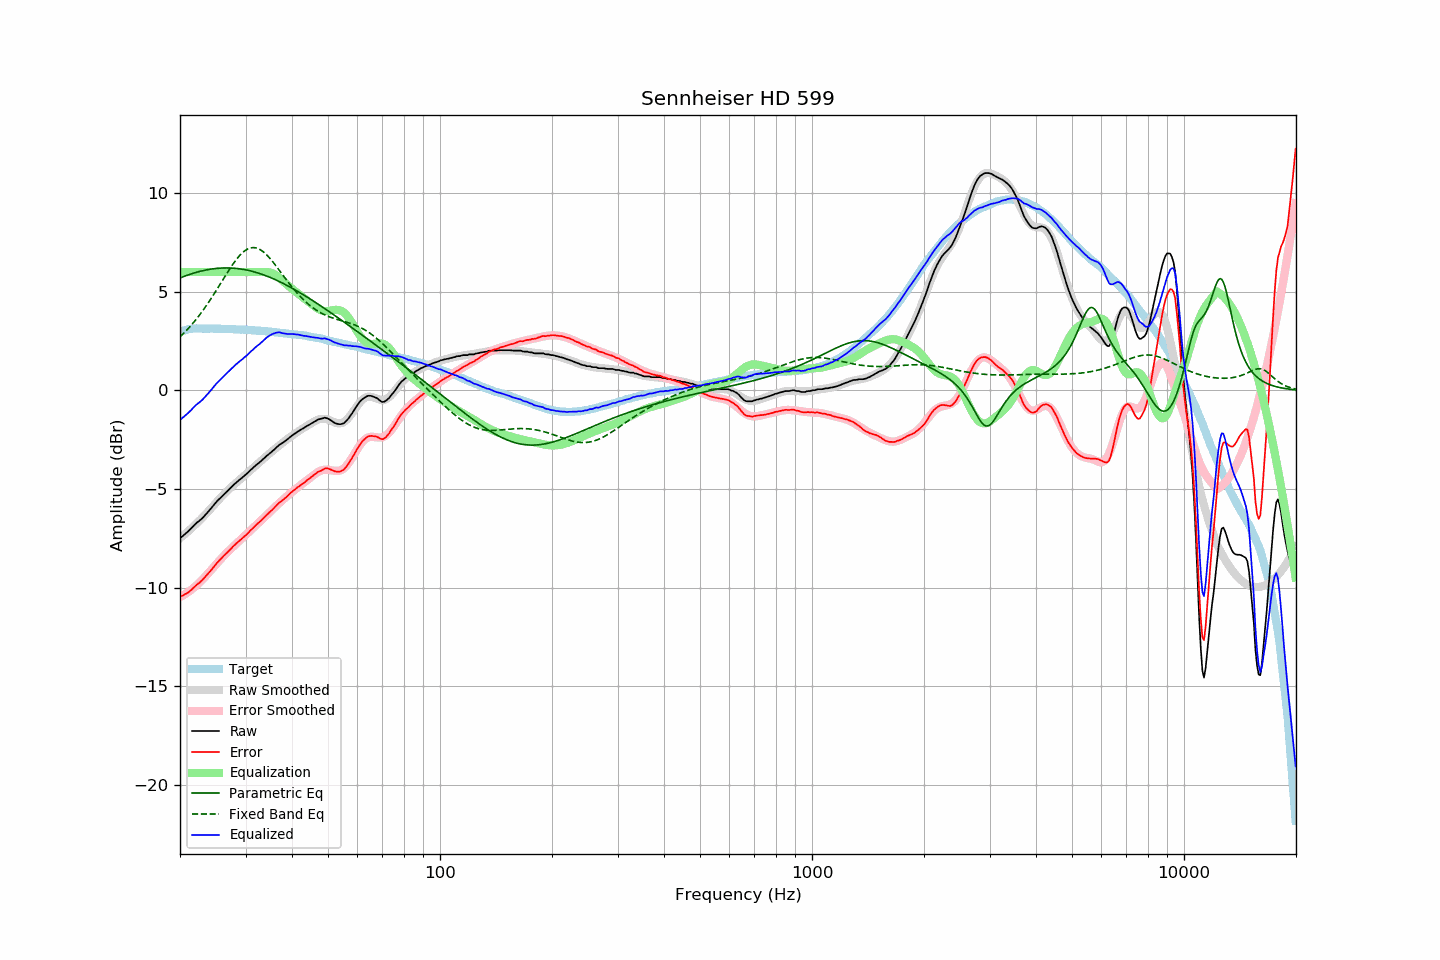 Sennheiser HD 599
Amplitude (dBr)
10
5
0
−5
−10
−15
−20
Target
Raw Smoothed
Error Smoothed
Raw
Error
Equalization
Parametric Eq
Fixed Band Eq
Equalized
100
1000
10000
Frequency (Hz)